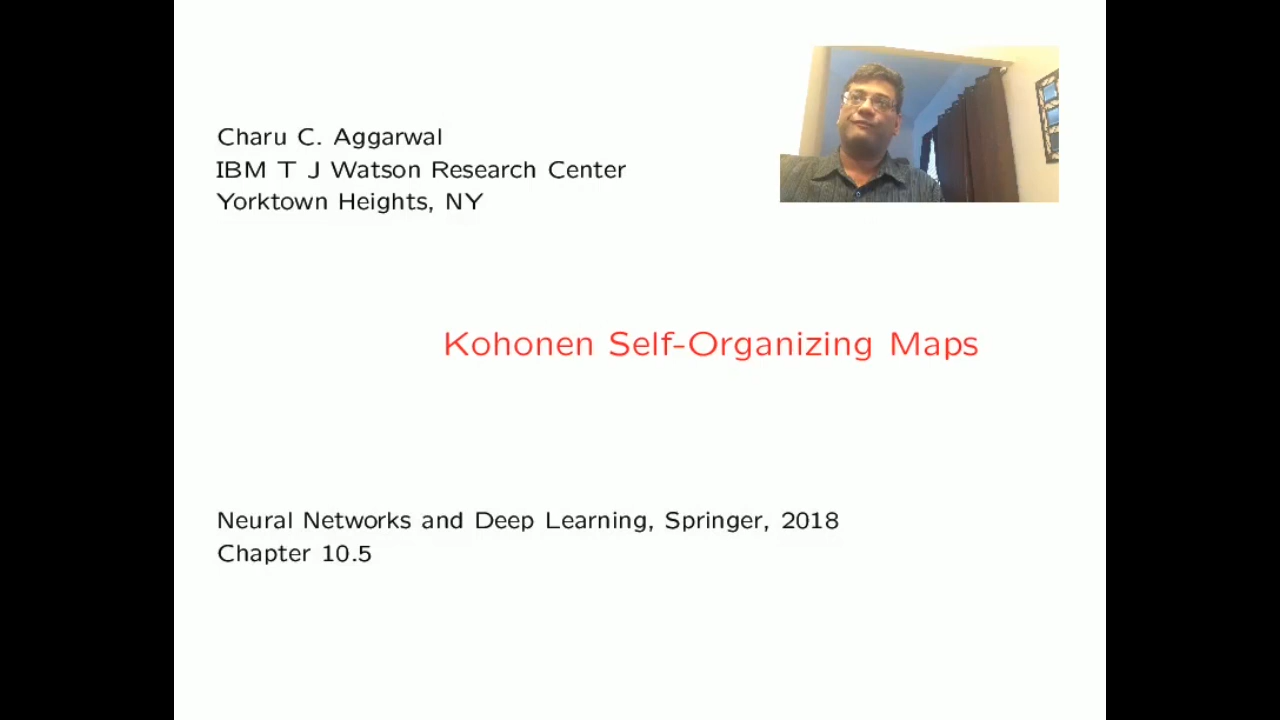 Charu C. Aggarwal
IBM T J Watson Research Center
Yorktown Heights, NY
Kohonen Self-Organizing Maps
Neural Networks and Deep Learning, Springer, 2018
Chapter 10.5